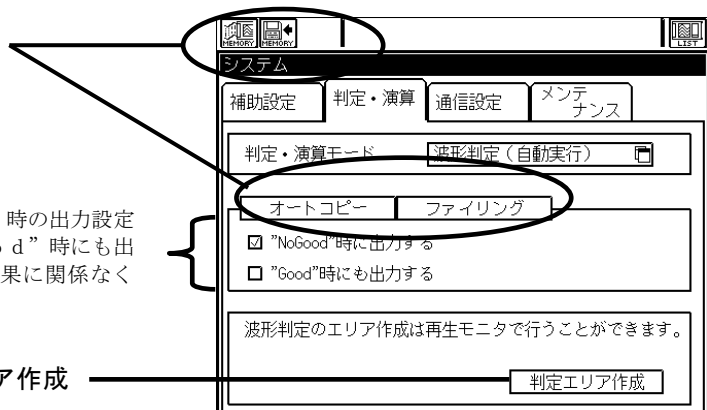 MEMORY MEMORY LIST
システム
補助設定 判定・演算 通信設定 メンテ
ナンス
判定・演算モード 波形判定（自動実行）
オートコピー ファイリング
時の出力設定
ｄ”時にも出
果に関係なく
☑ ”NoGood”時に出力する
□ ”Good”時にも出力する
波形判定のエリア作成は再生モニタで行うことができます。
ア作成
判定エリア作成